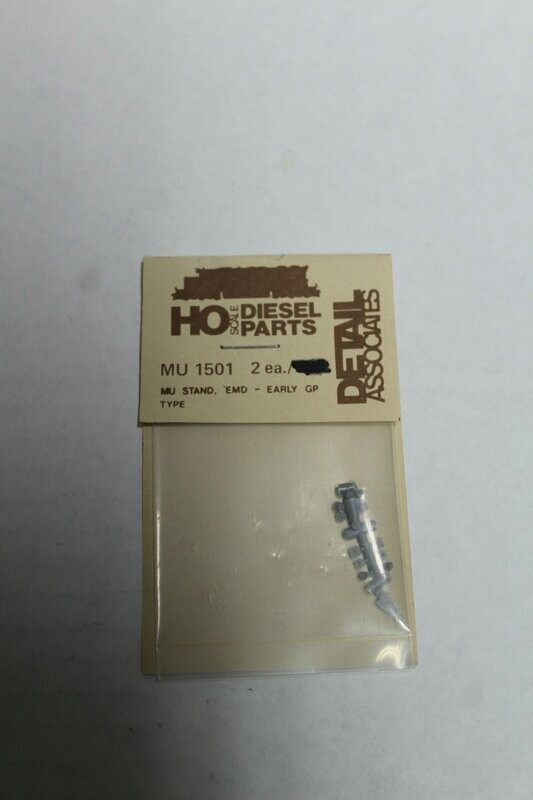 HO SCALE DIESEL PARTS
DETAIL ASSOCIATES
MU 1501 2 ea./
MU STAND, EMD - EARLY GP
TYPE